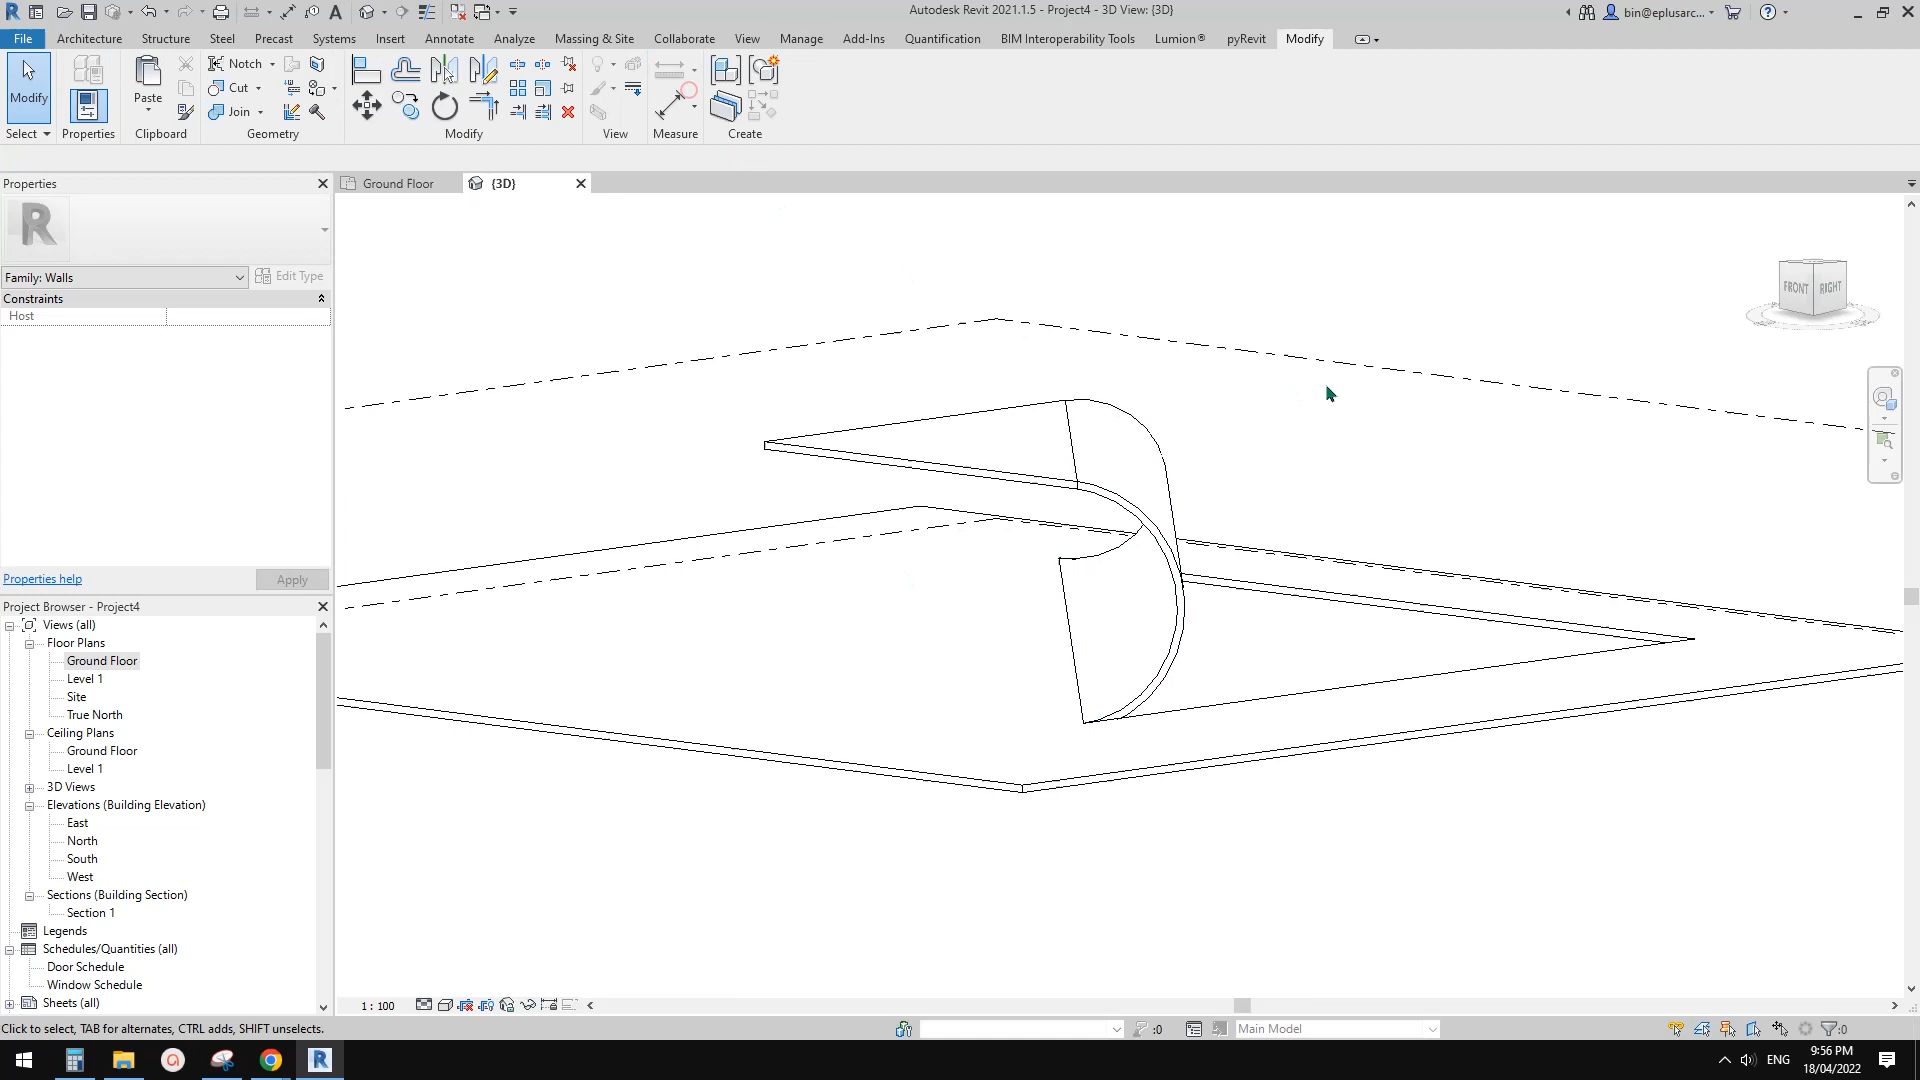 Autodesk Revit 2021.1.5 - Project4 - 3D View: {3D}
bin@eplusarc...
File Architecture Structure Steel Precast Systems Insert Annotate Analyze Massing & Site Collaborate View Manage Add-Ins Quantification BIM Interoperability Tools Lumion® pyRevit Modify
Modify
Paste
Notch
Cut
Join
Select Properties Clipboard Geometry Modify View Measure Create
Properties
Ground Floor
{3D}
R
Family: Walls
Edit Type
Constraints
Host
FRONT RIGHT
Properties help
Apply
Project Browser - Project4
Views (all)
Floor Plans
Ground Floor
Level 1
Site
True North
Ceiling Plans
Ground Floor
Level 1
3D Views
Elevations (Building Elevation)
East
North
South
West
Sections (Building Section)
Section 1
Legends
Schedules/Quantities (all)
Door Schedule
Window Schedule
Sheets (all)
1 : 100
Click to select, TAB for alternates, CTRL adds, SHIFT unselects.
:0
Main Model
:0
ENG
9:56 PM
18/04/2022